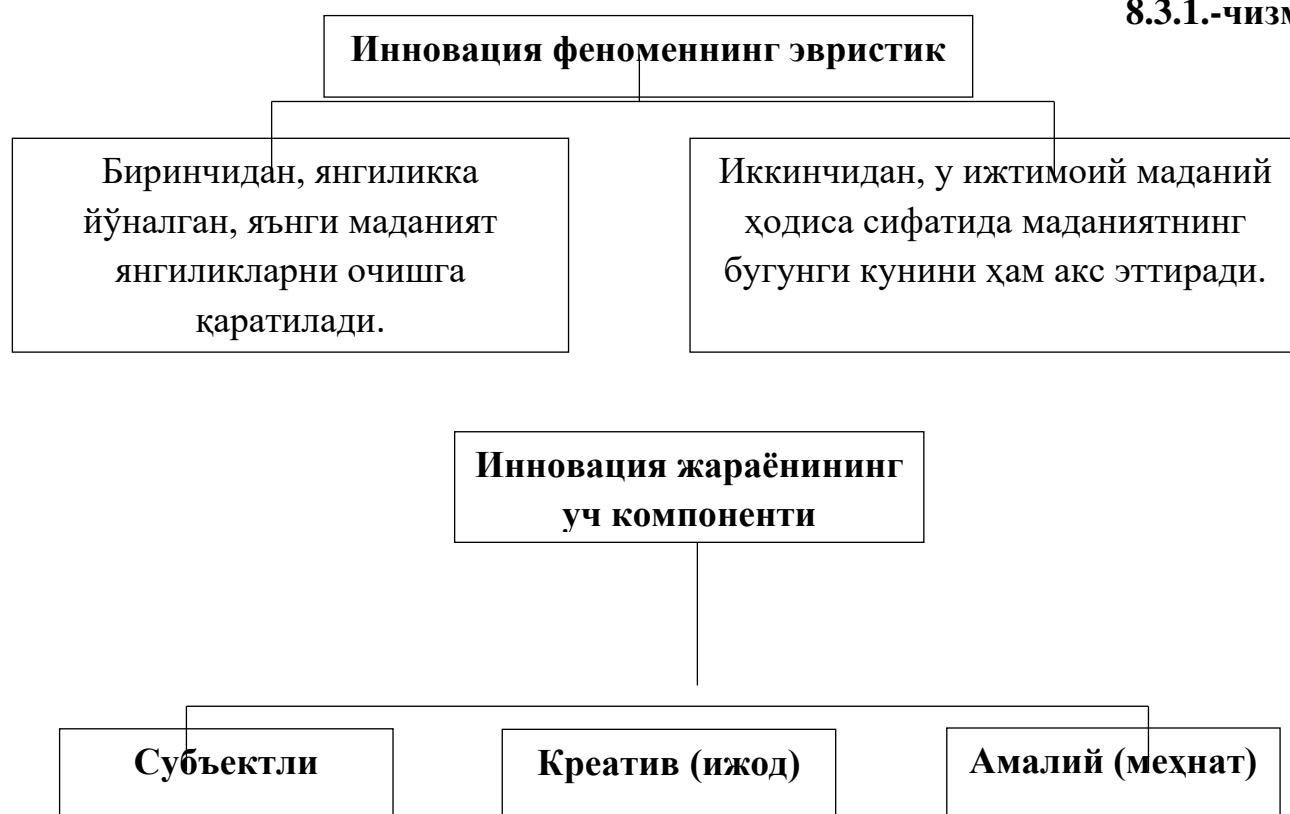 8.3.1.-чизм
Инновация феноменнинг эвристик
Биринчидан, янгиликка
йўналган, яънги маданият
янгиликларни очишга
қаратилади.
Иккинчидан, у ижтимоий маданий
ҳодиса сифатида маданиятнинг
бугунги кунини ҳам акс эттиради.
Инновация жараёнининг
уч компоненти
Субъектли
Креатив (ижод)
Амалий (меҳнат)